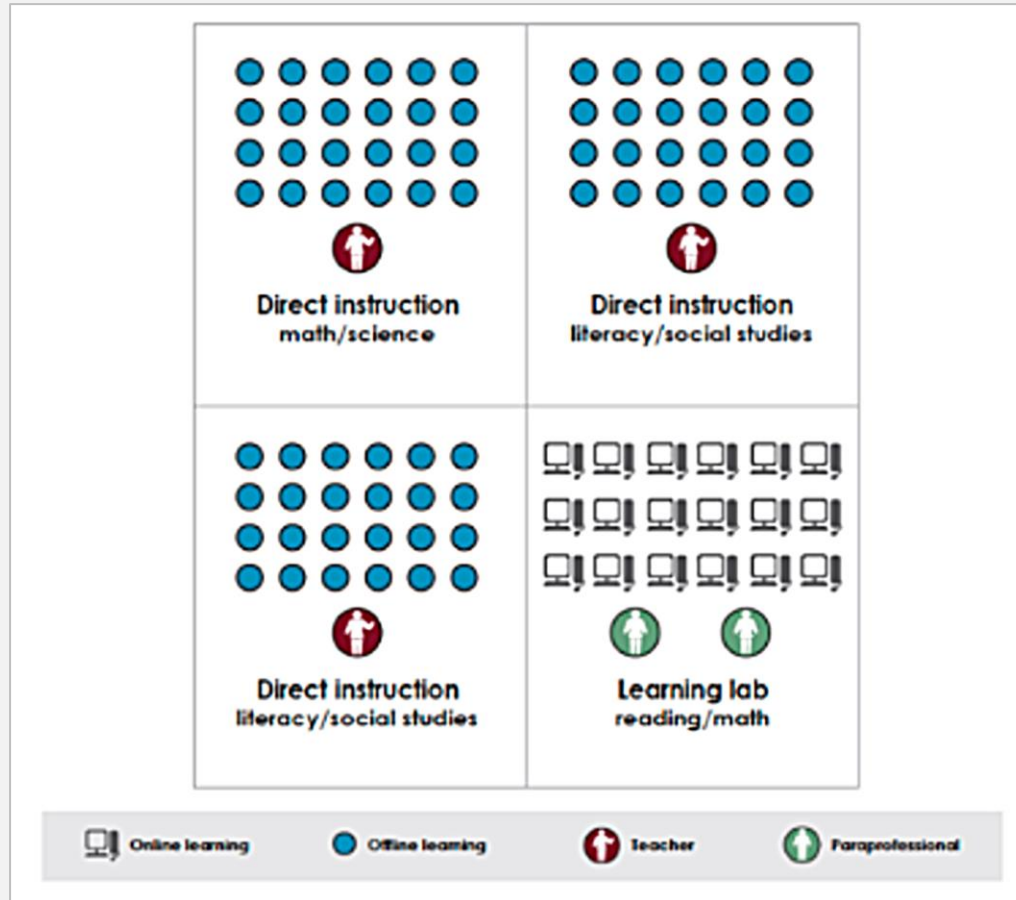 Direct instruction
math/science
Direct instruction
literacy/social studies
Direct instruction
literacy/social studies
Learning lab
reading/math
Online learning
Offline learning
Teacher
Paraprofessional